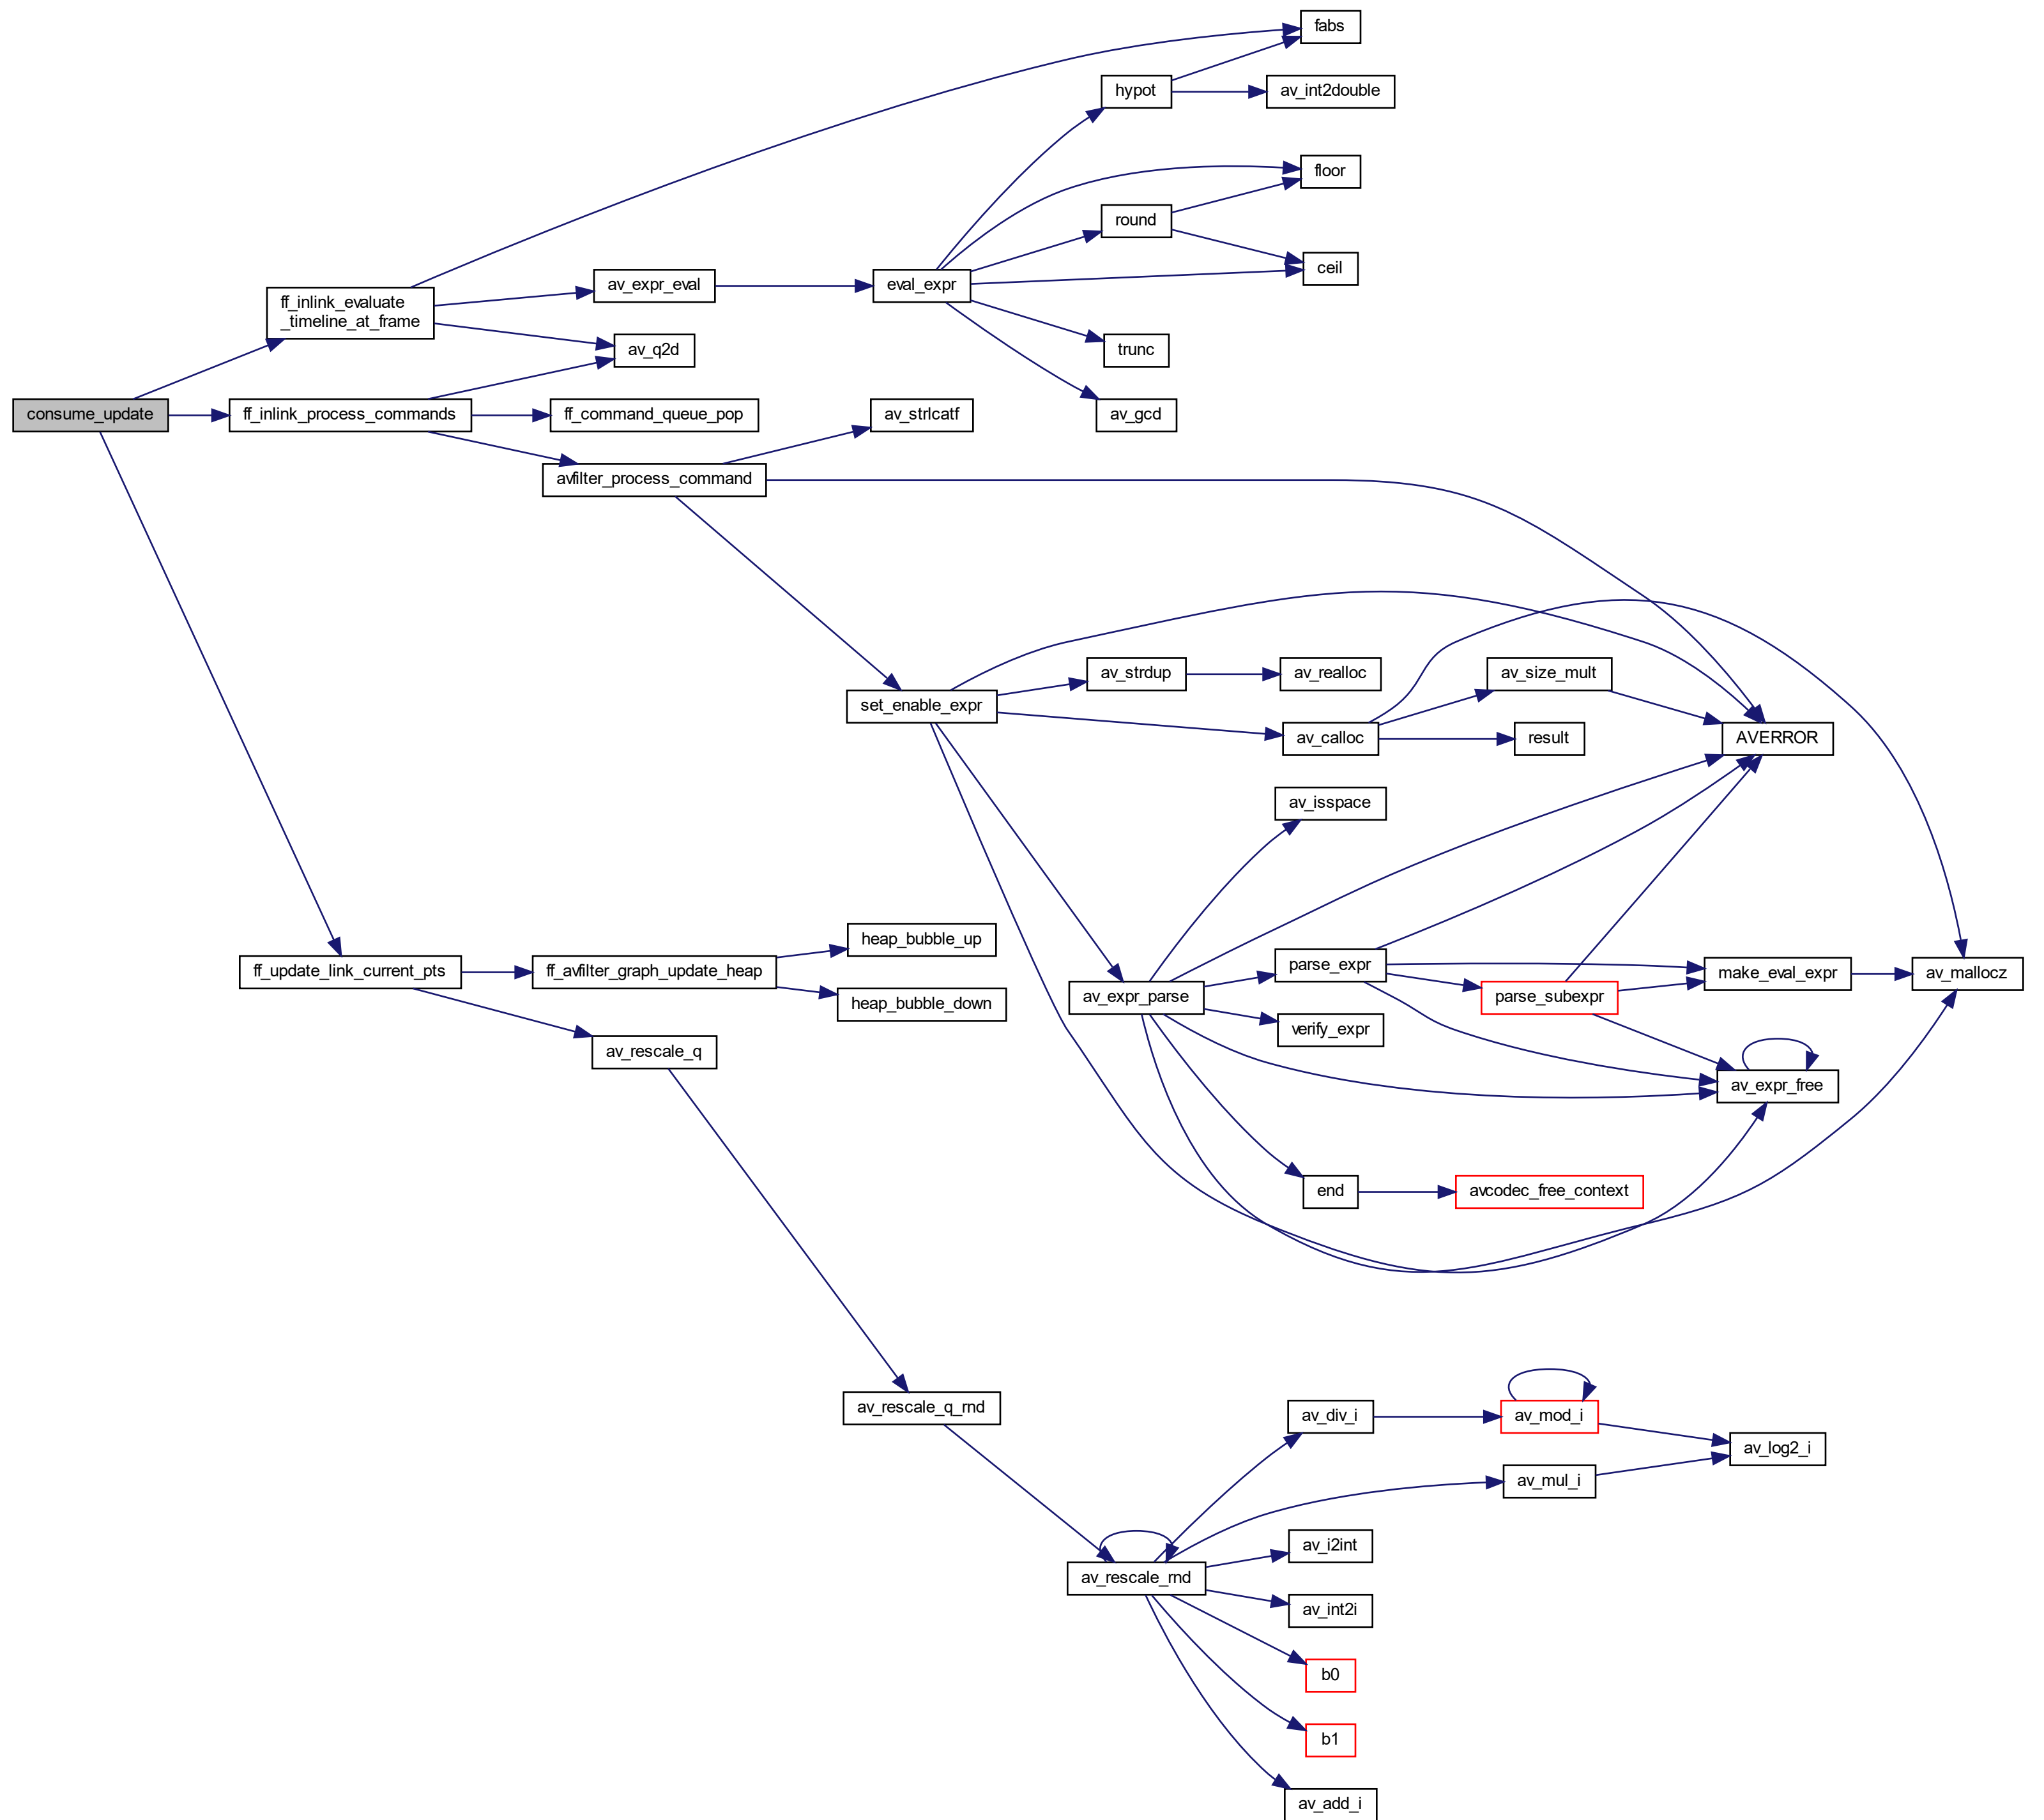 fabs
hypot
av_int2double
floor
round
ceil
av_expr_eval
eval_expr
ff_inlink_evaluate
_timeline_at_frame
av_q2d
trunc
consume_update
ff_inlink_process_commands
ff_command_queue_pop
av_strlcatf
av_gcd
avfilter_process_command
av_strdup
av_realloc
av_size_mult
set_enable_expr
av_calloc
result
AVERROR
av_isspace
heap_bubble_up
ff_update_link_current_pts
ff_avfilter_graph_update_heap
parse_expr
make_eval_expr
av_mallocz
heap_bubble_down
av_expr_parse
parse_subexpr
verify_expr
av_rescale_q
av_expr_free
end
avcodec_free_context
av_rescale_q_rnd
av_div_i
av_mod_i
av_log2_i
av_mul_i
av_i2int
av_rescale_rnd
av_int2i
b0
b1
av_add_i